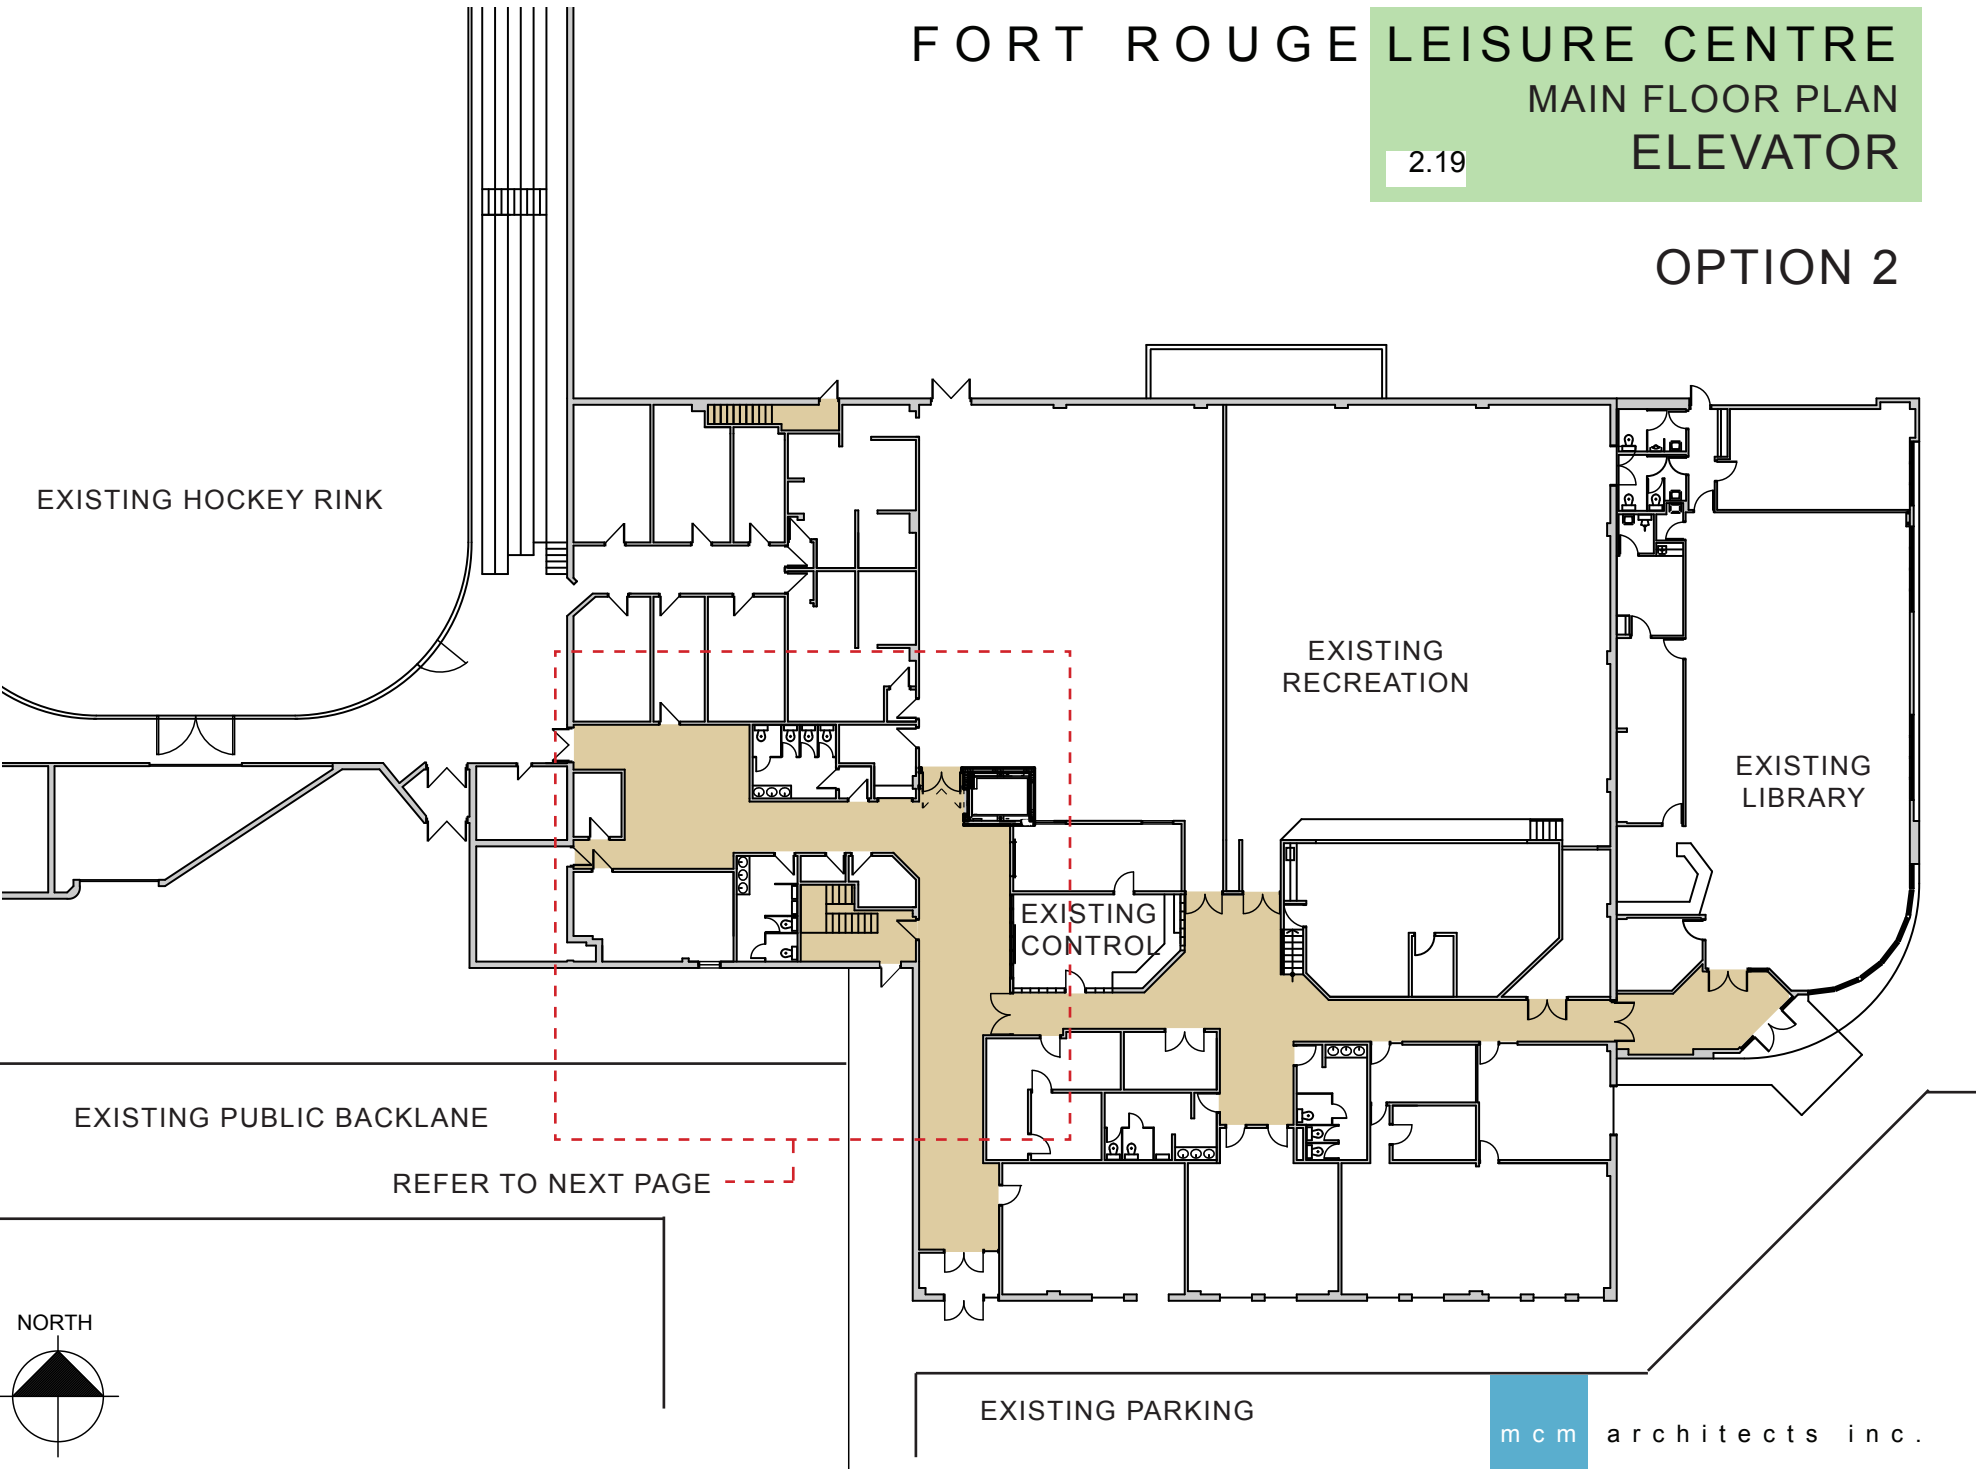 FORT ROUGE LEISURE CENTRE
MAIN FLOOR PLAN
2.19 ELEVATOR
OPTION 2
EXISTING HOCKEY RINK
EXISTING
RECREATION
EXISTING
LIBRARY
EXISTING
CONTROL
EXISTING PUBLIC BACKLANE
REFER TO NEXT PAGE
NORTH
EXISTING PARKING
mcm architects inc.